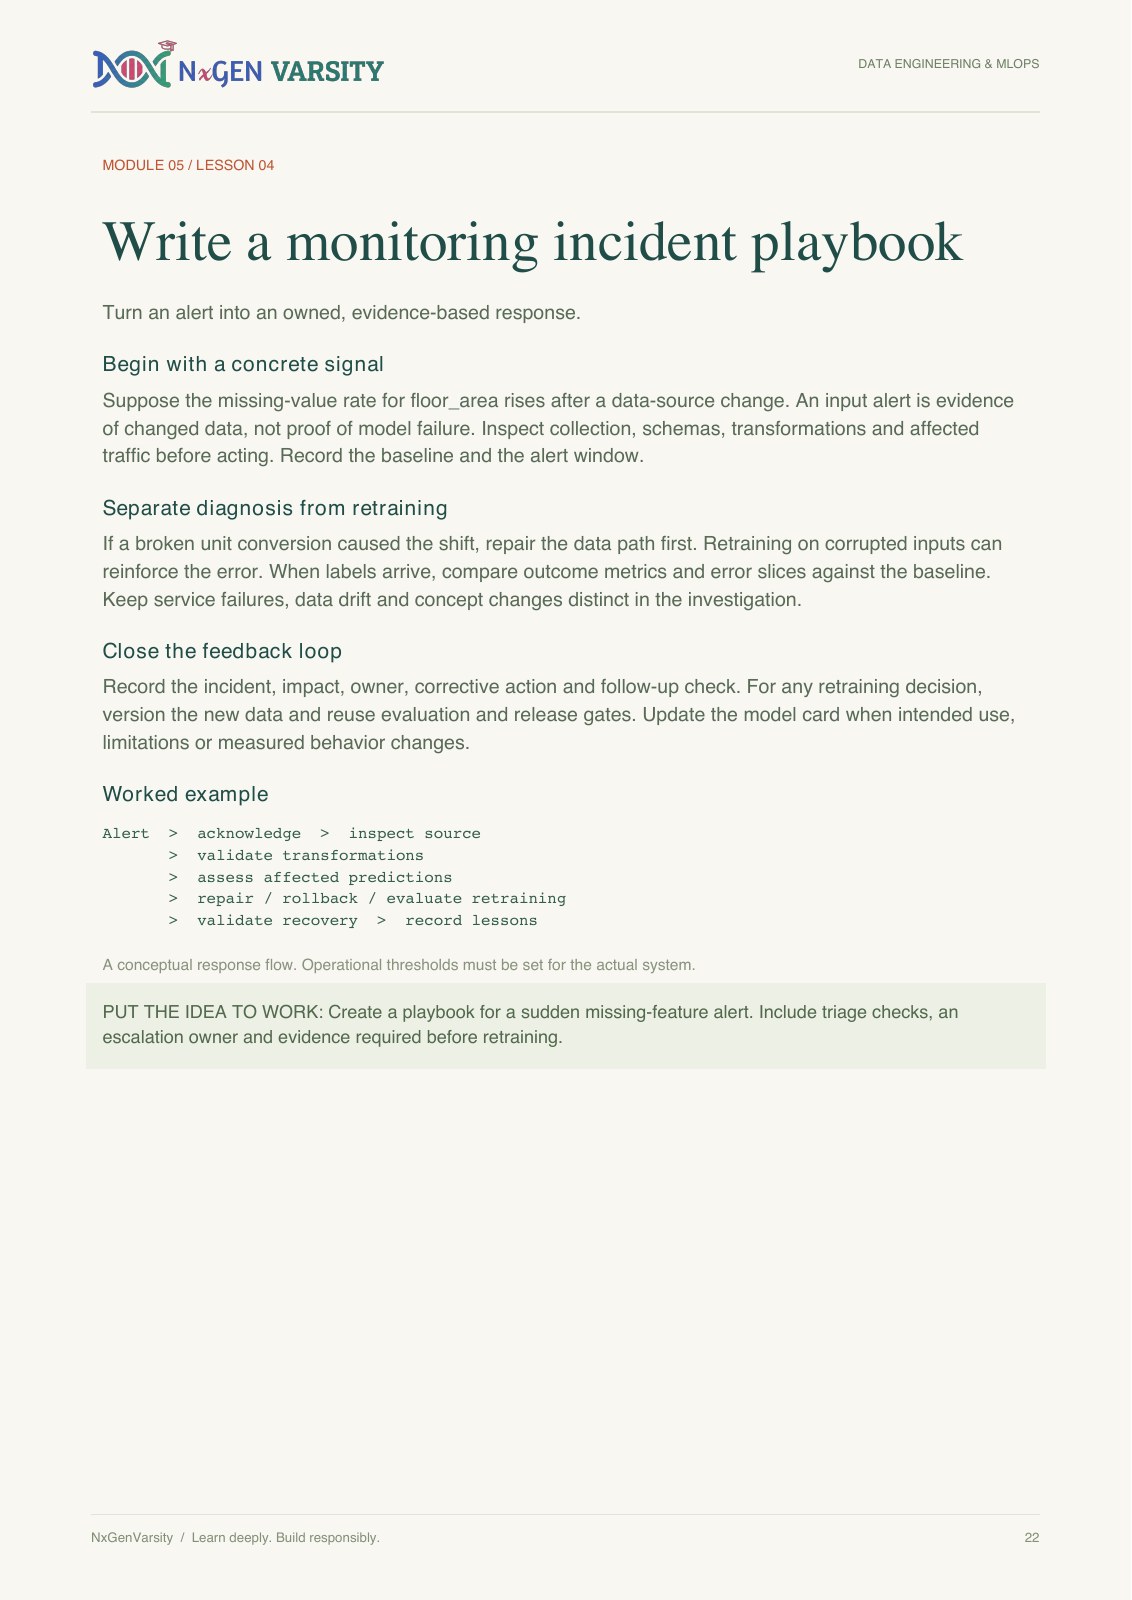 NxGEN VARSITY
DATA ENGINEERING & MLOPS
MODULE 05 / LESSON 04
Write a monitoring incident playbook
Turn an alert into an owned, evidence-based response.
Begin with a concrete signal
Suppose the missing-value rate for floor_area rises after a data-source change. An input alert is evidence
of changed data, not proof of model failure. Inspect collection, schemas, transformations and affected
traffic before acting. Record the baseline and the alert window.
Separate diagnosis from retraining
If a broken unit conversion caused the shift, repair the data path first. Retraining on corrupted inputs can
reinforce the error. When labels arrive, compare outcome metrics and error slices against the baseline.
Keep service failures, data drift and concept changes distinct in the investigation.
Close the feedback loop
Record the incident, impact, owner, corrective action and follow-up check. For any retraining decision,
version the new data and reuse evaluation and release gates. Update the model card when intended use,
limitations or measured behavior changes.
Worked example
Alert  >  acknowledge  >  inspect source
       >  validate transformations
       >  assess affected predictions
       >  repair / rollback / evaluate retraining
       >  validate recovery  >  record lessons
A conceptual response flow. Operational thresholds must be set for the actual system.
PUT THE IDEA TO WORK: Create a playbook for a sudden missing-feature alert. Include triage checks, an
escalation owner and evidence required before retraining.
NxGenVarsity / Learn deeply. Build responsibly.
22